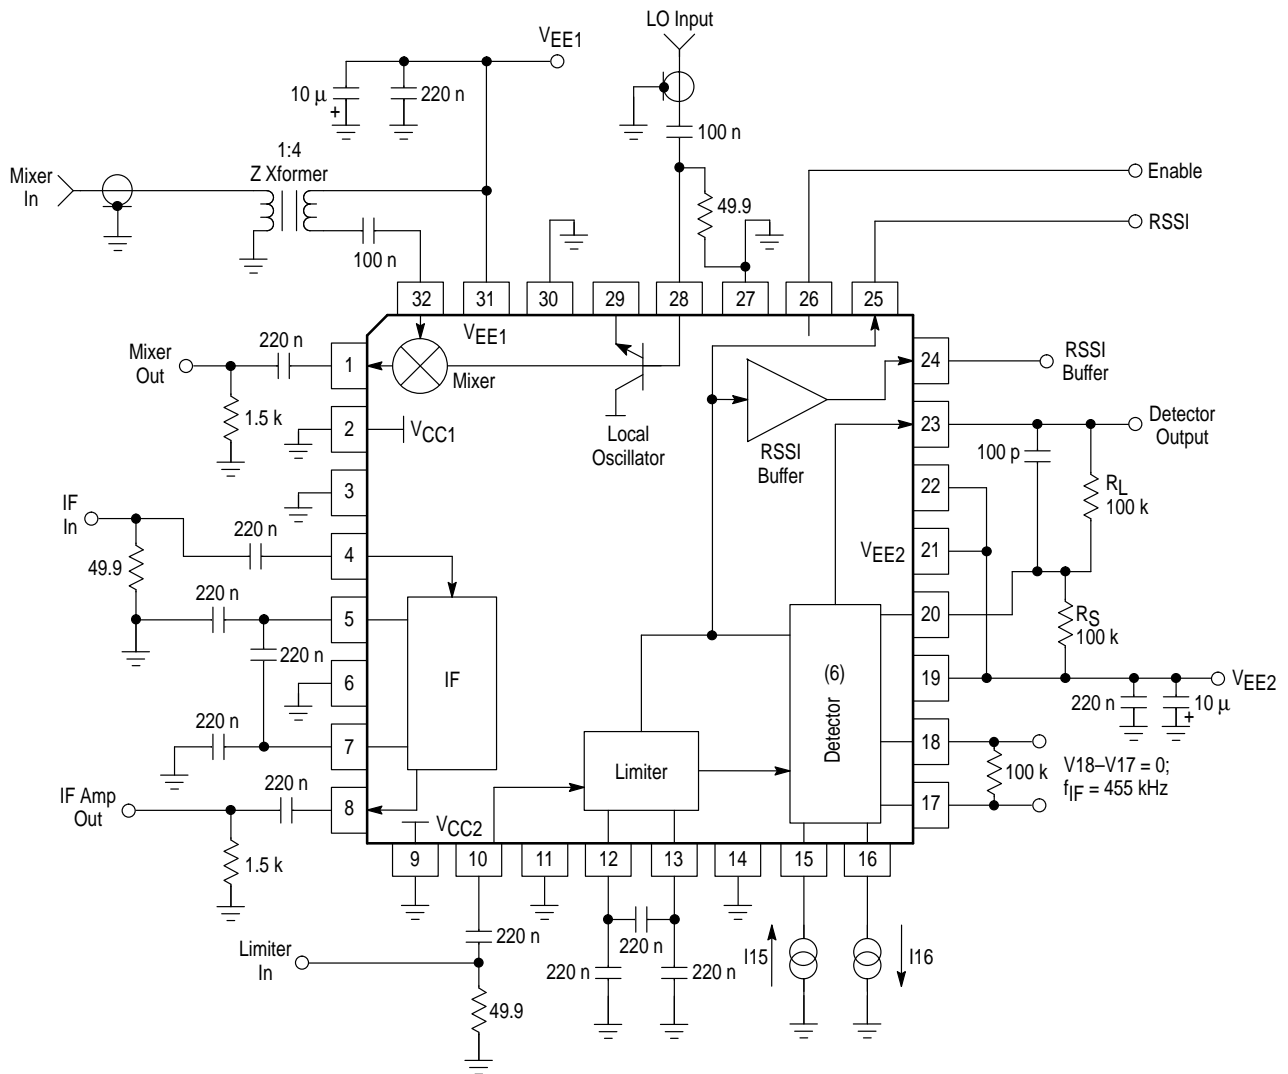 LO Input
VEE1
10 µ
+
220 n
100 n
1:4
Z Xformer
Mixer
In
Enable
49.9
RSSI
100 n
32
31
30
29
28
27
26
25
VEE1
220 n
Mixer
Out
1
Mixer
24
RSSI
Buffer
1.5 k
2
VCC1
Local
Oscillator
RSSI
Buffer
23
Detector
Output
100 p
3
22
RL
100 k
IF
In
220 n
4
VEE2
21
49.9
220 n
5
20
RS
100 k
220 n
6
IF
(6)
Detector
19
VEE2
220 n
10 µ
+
220 n
7
18
Limiter
100 k
V18–V17 = 0;
fIF = 455 kHz
IF Amp
Out
220 n
8
17
VCC2
1.5 k
9
10
11
12
13
14
15
16
220 n
220 n
Limiter
In
220 n
220 n
I15
I16
49.9